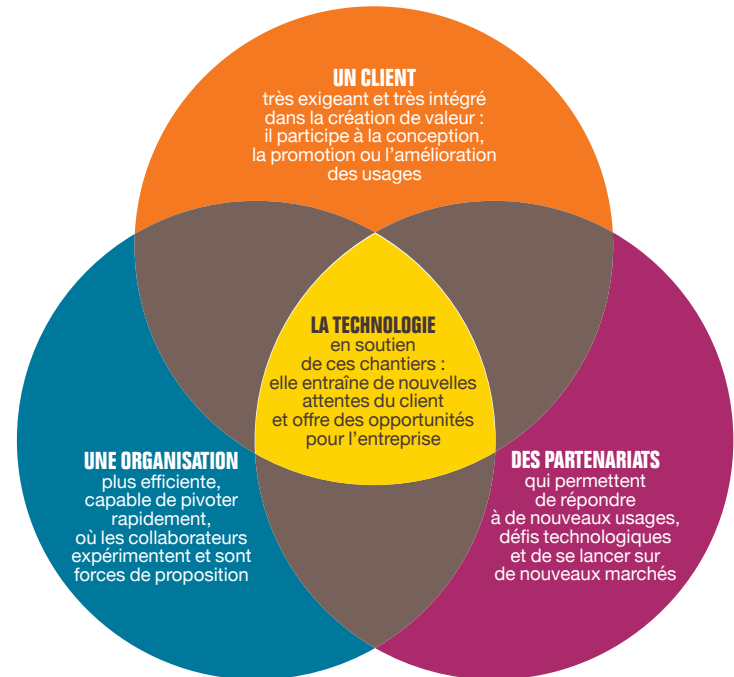 UN CLIENT
très exigeant et très intégré
dans la création de valeur :
il participe à la conception,
la promotion ou l'amélioration
des usages
LA TECHNOLOGIE
en soutien
de ces chantiers :
elle entraîne de nouvelles
attentes du client
et offre des opportunités
pour l'entreprise
UNE ORGANISATION
plus efficiente,
capable de pivoter
rapidement,
où les collaborateurs
expérimentent et sont
forces de proposition
DES PARTENARIATS
qui permettent
de répondre
à de nouveaux usages,
défis technologiques
et de se lancer sur
de nouveaux marchés